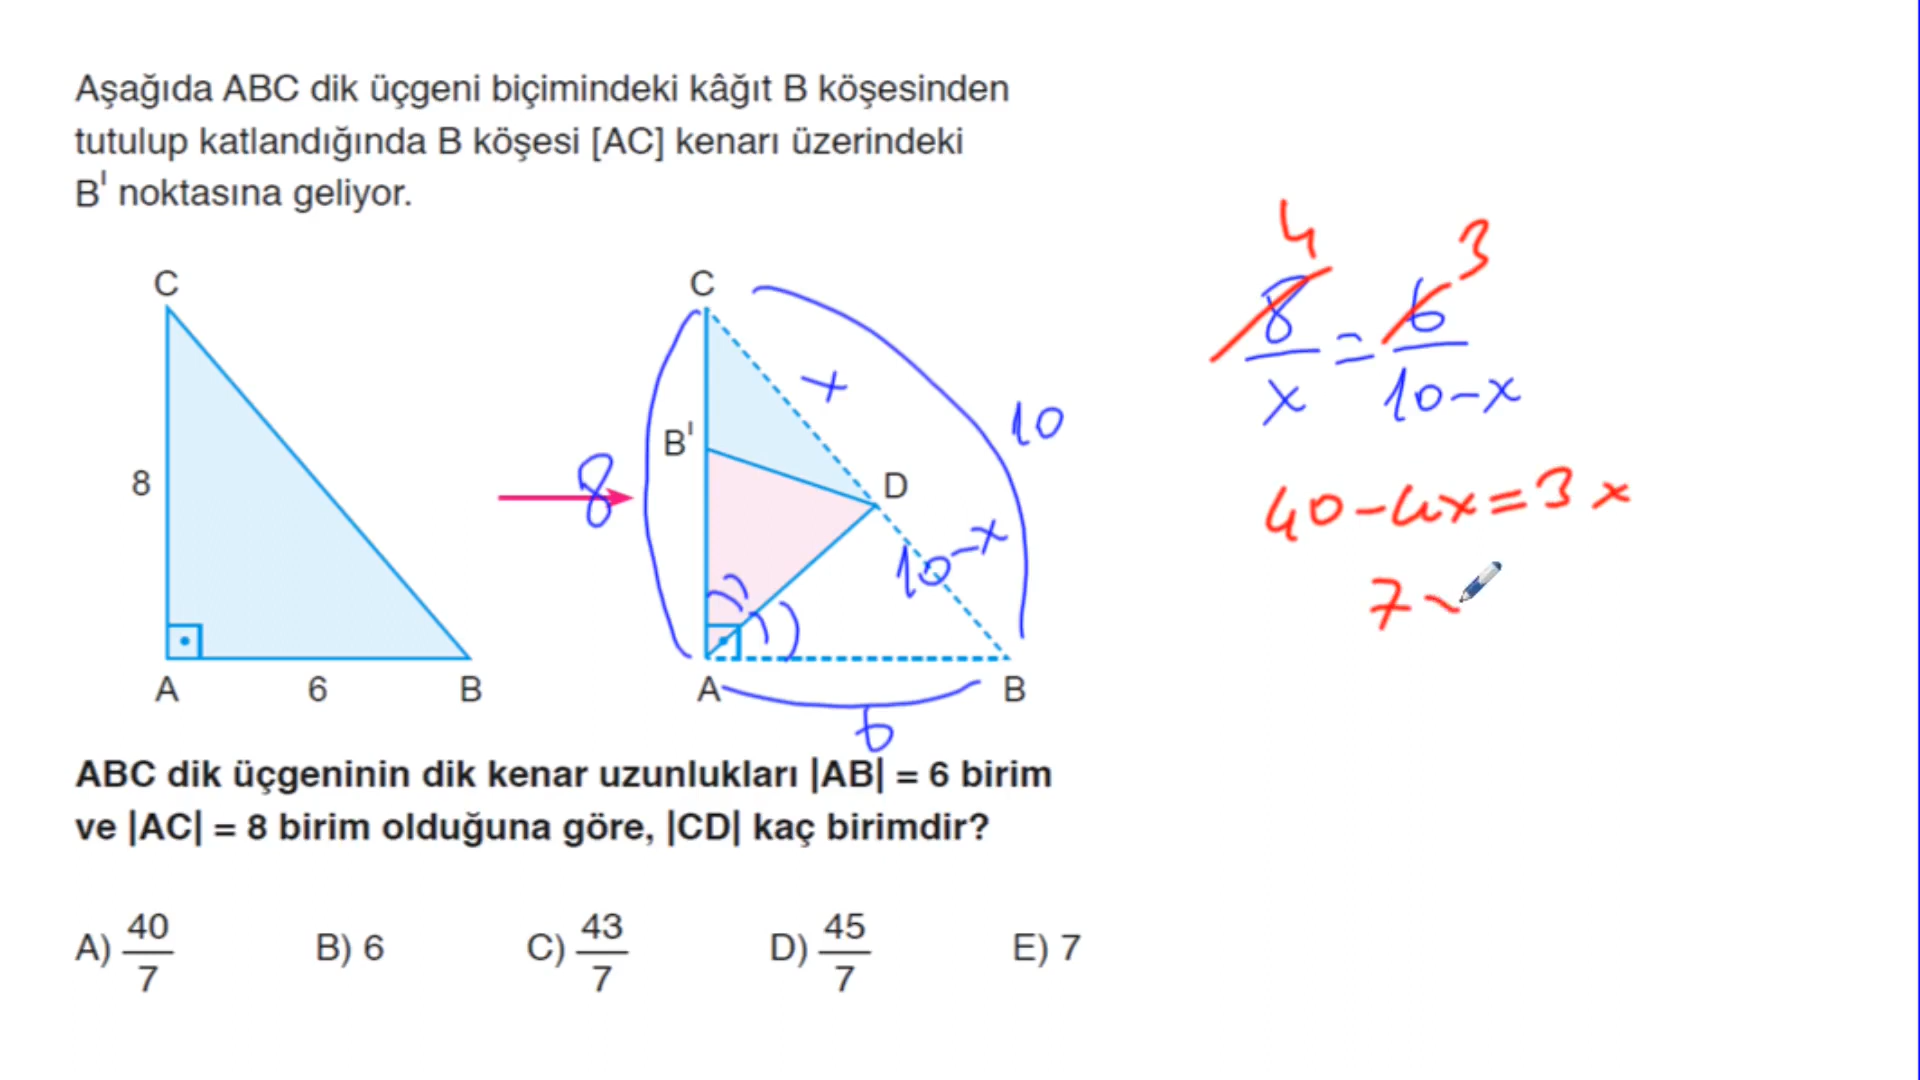 Aşağıda ABC dik üçgeni biçimindeki kâğıt B köşesinden
tutulup katlandığında B köşesi [AC] kenarı üzerindeki
B' noktasına geliyor.
C
8
A 6 B
C
x
10
B'
8
D
10-x
A B
6
4 3
8/x = 6/10-x
40-4x=3x
7
ABC dik üçgeninin dik kenar uzunlukları |AB| = 6 birim
ve |AC| = 8 birim olduğuna göre, |CD| kaç birimdir?
A) 40/7 B) 6 C) 43/7 D) 45/7 E) 7